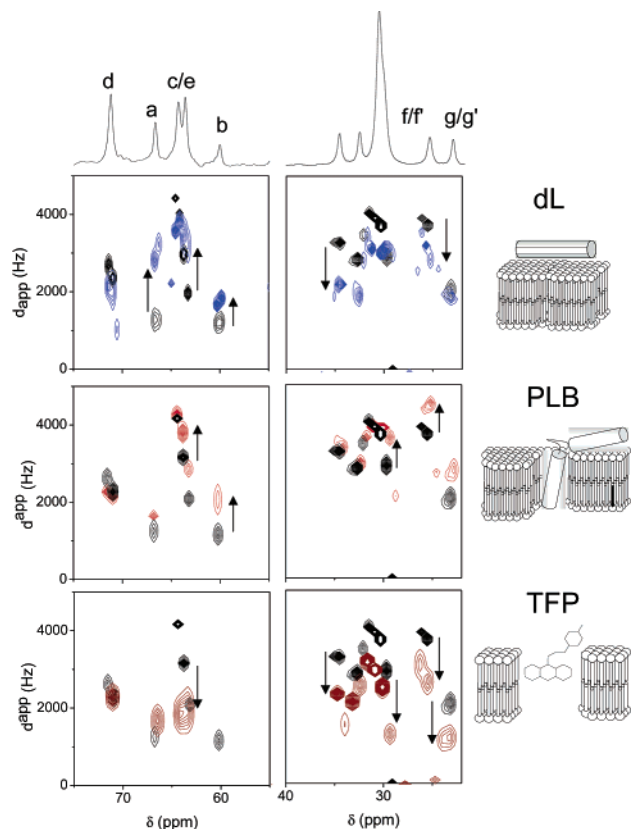 d
a
c/e
b
f/f'
g/g'
dL
4000
2000
0
d_app (Hz)
PLB
4000
2000
0
d^app (Hz)
TFP
4000
2000
0
d^app (Hz)
70
60
40
30
δ (ppm)
δ (ppm)